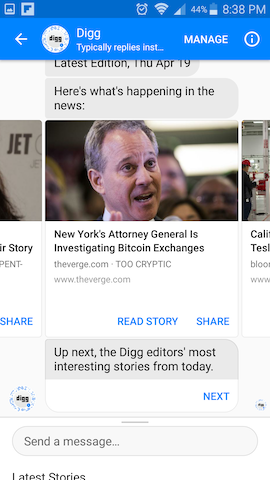 44% 8:38 PM
Digg
Typically replies inst...
MANAGE
Latest Edition, Thu Apr 19
Here's what's happening in the
news:
JET
ir Story
PENT-
SHARE
New York's Attorney General Is
Investigating Bitcoin Exchanges
theverge.com · TOO CRYPTIC
www.theverge.com
READ STORY SHARE
Calif
Tesl
bloo
www
Up next, the Digg editors' most
interesting stories from today.
NEXT
Send a message...
Latest Stories